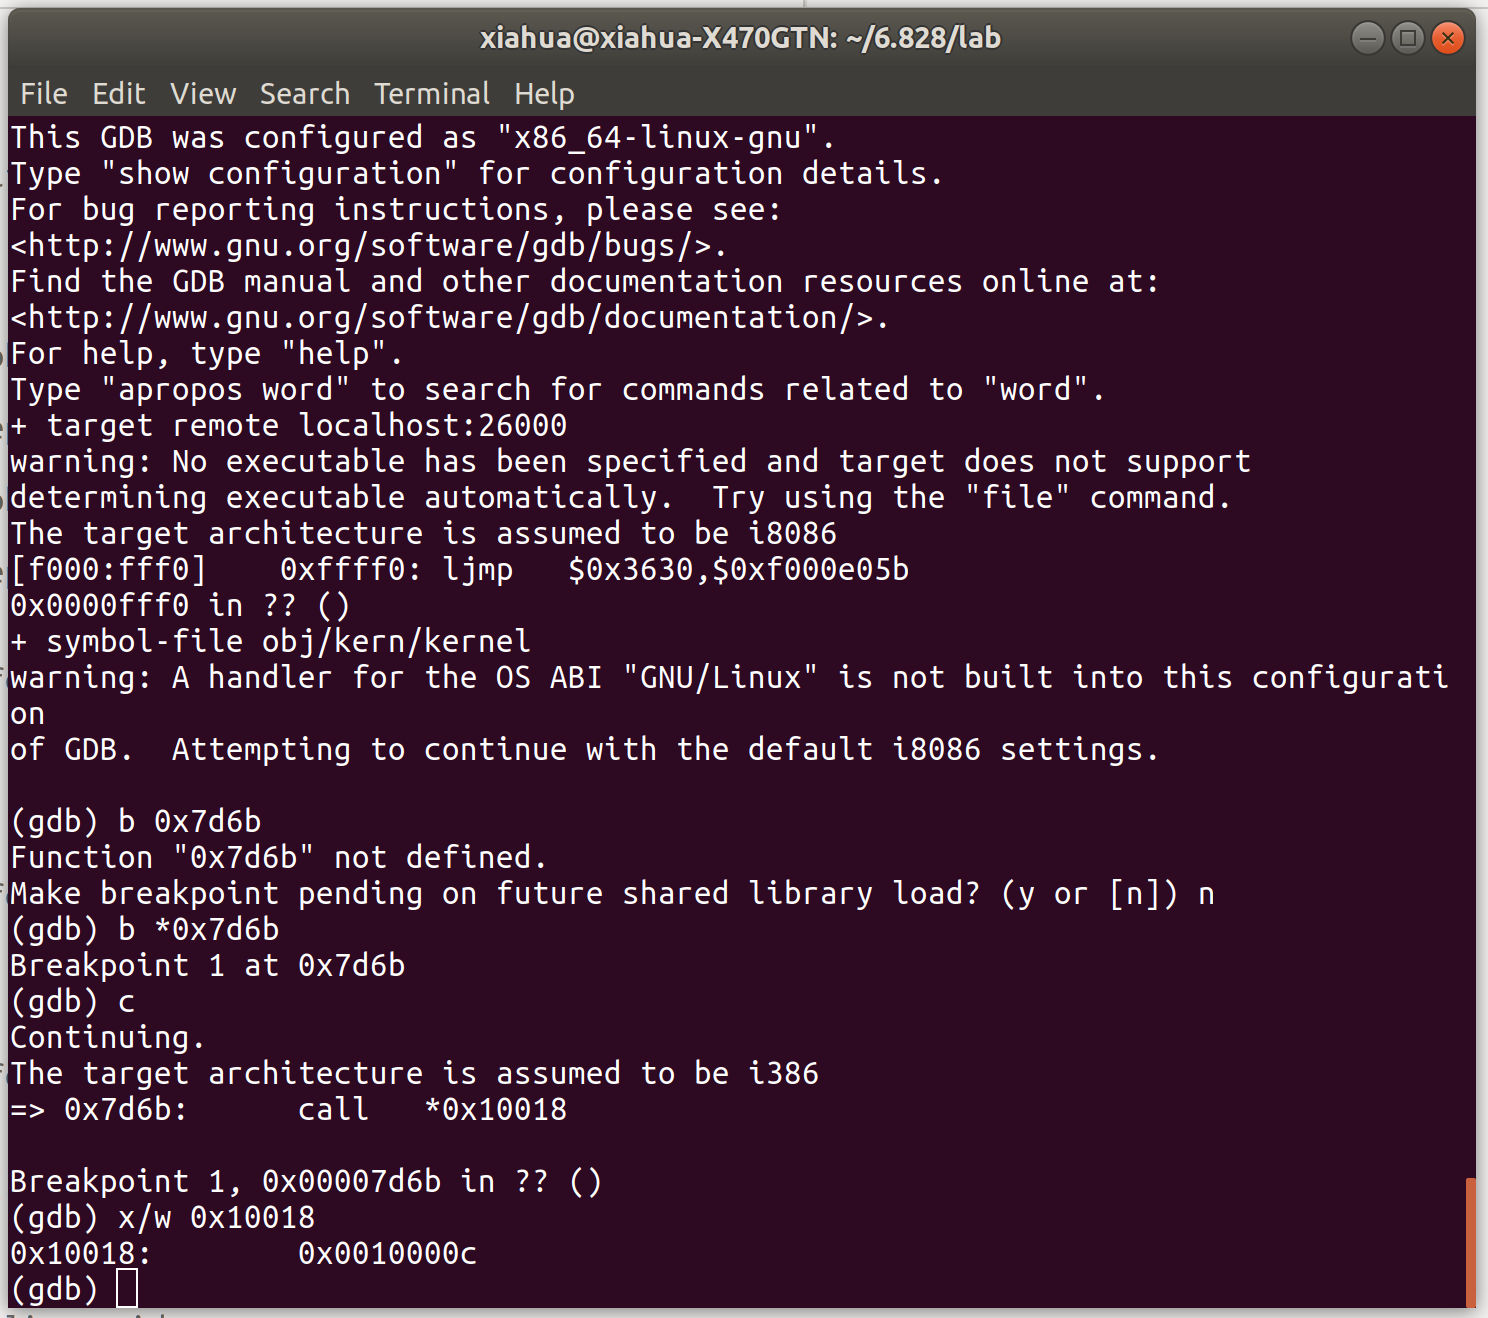 xiahua@xiahua-X470GTN: ~/6.828/lab
File Edit View Search Terminal Help
This GDB was configured as "x86_64-linux-gnu".
Type "show configuration" for configuration details.
For bug reporting instructions, please see:
<http://www.gnu.org/software/gdb/bugs/>.
Find the GDB manual and other documentation resources online at:
<http://www.gnu.org/software/gdb/documentation/>.
For help, type "help".
Type "apropos word" to search for commands related to "word".
+ target remote localhost:26000
warning: No executable has been specified and target does not support
determining executable automatically.  Try using the "file" command.
The target architecture is assumed to be i8086
[f000:fff0]    0xffff0: ljmp   $0x3630,$0xf000e05b
0x0000fff0 in ?? ()
+ symbol-file obj/kern/kernel
warning: A handler for the OS ABI "GNU/Linux" is not built into this configurati
on
of GDB.  Attempting to continue with the default i8086 settings.
(gdb) b 0x7d6b
Function "0x7d6b" not defined.
Make breakpoint pending on future shared library load? (y or [n]) n
(gdb) b *0x7d6b
Breakpoint 1 at 0x7d6b
(gdb) c
Continuing.
The target architecture is assumed to be i386
=> 0x7d6b:      call   *0x10018
Breakpoint 1, 0x00007d6b in ?? ()
(gdb) x/w 0x10018
0x10018:        0x0010000c
(gdb)